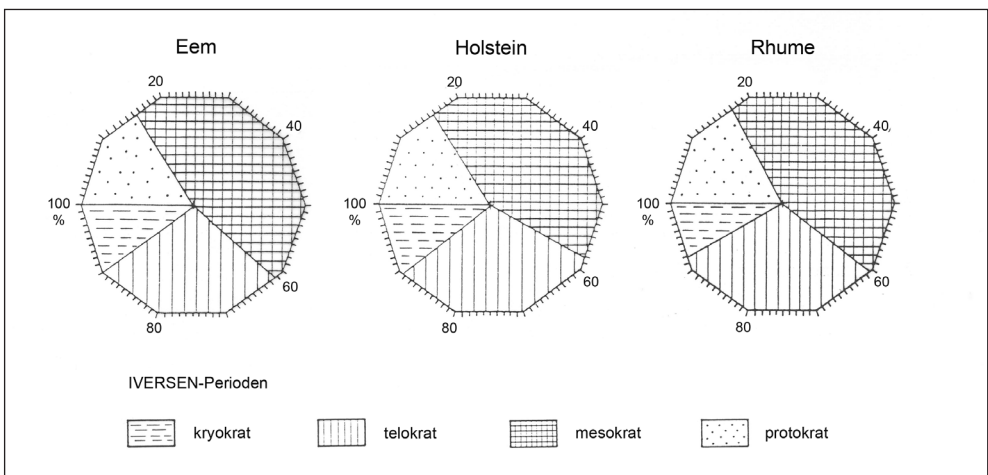 Eem
20
40
100
%
60
80
Holstein
20
40
100
%
60
80
Rhume
20
40
100
%
60
80
IVERSEN-Perioden
kryokrat
telokrat
mesokrat
protokrat